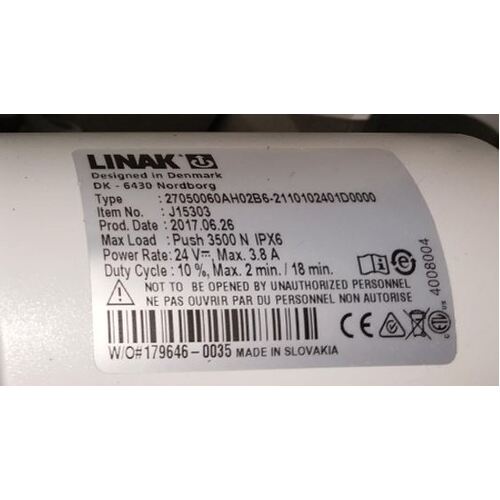 LINAK
Designed in Denmark
DK - 6430 Nordborg
Type : 27050060AH02B6-2110102401D0000
Item No. : J15303
Prod. Date : 2017.06.26
Max Load : Push 3500 N IPX6
Power Rate: 24 V⎓, Max. 3.8 A
Duty Cycle: 10 %, Max. 2 min. / 18 min.
NOT TO BE OPENED BY UNAUTHORIZED PERSONNEL
NE PAS OUVRIR PAR DU PERSONNEL NON AUTORISE
W/O#179646-0035 MADE IN SLOVAKIA
CE
us
4008004